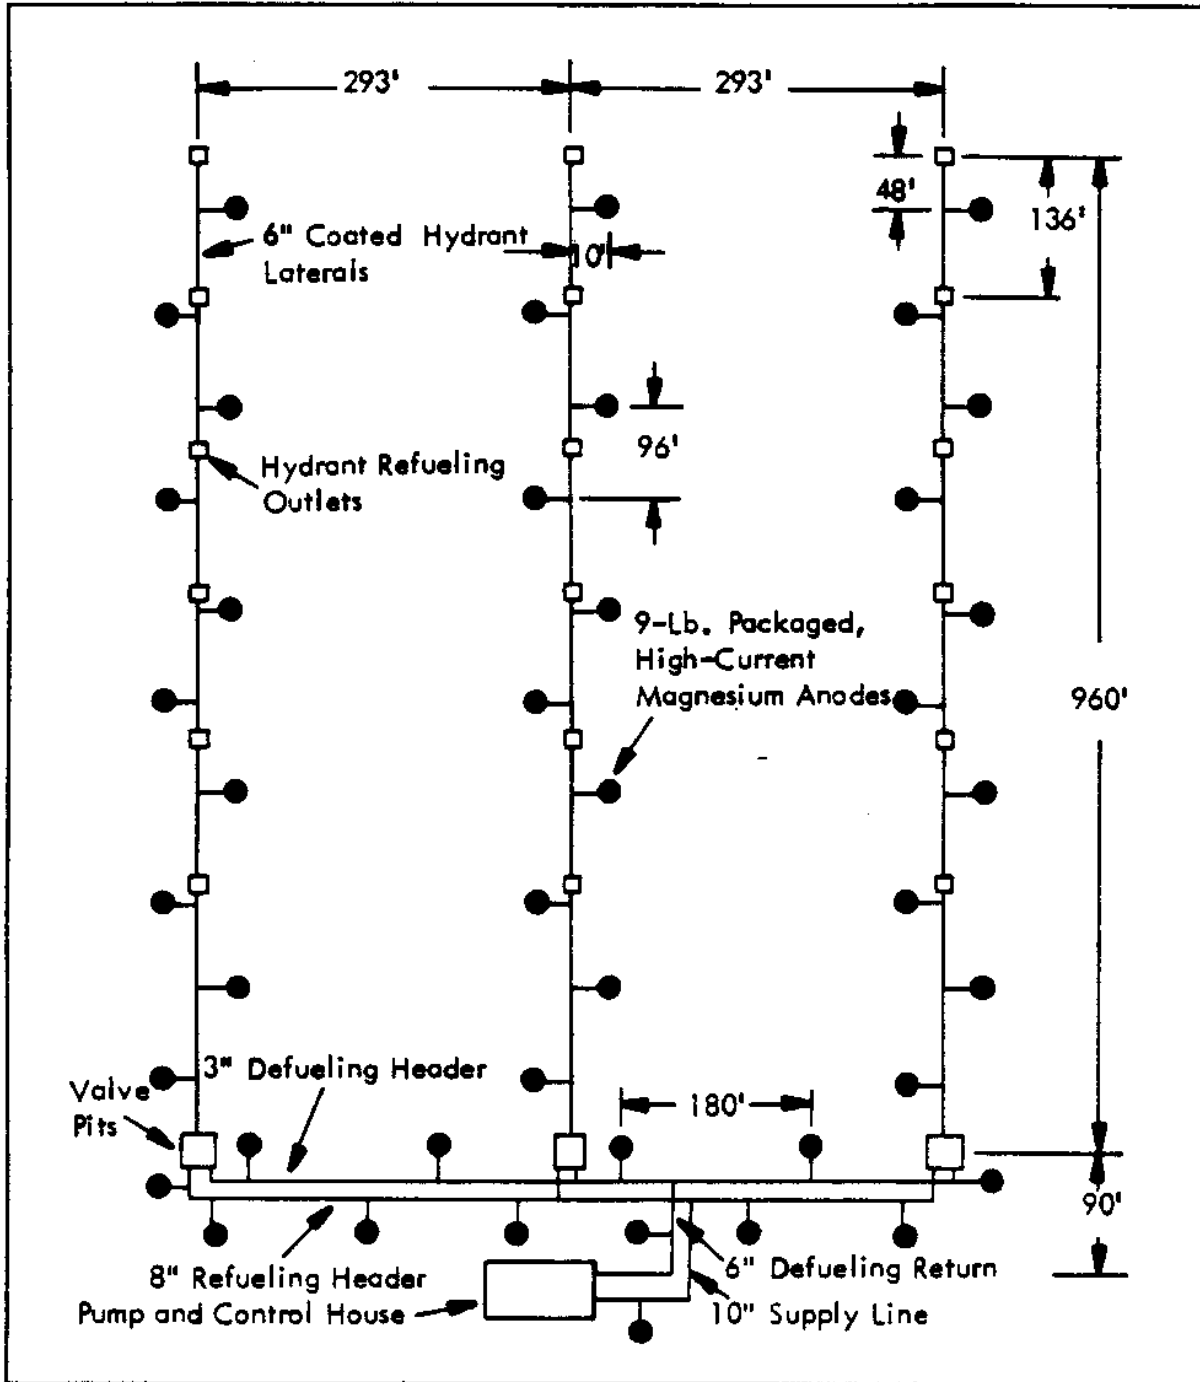 293'
293'
48'
136'
6" Coated Hydrant
Laterals
10'
96'
Hydrant Refueling
Outlets
9-Lb. Packaged,
High-Current
Magnesium Anodes
960'
3" Defueling Header
Valve
Pits
180'
90'
8" Refueling Header
6" Defueling Return
Pump and Control House
10" Supply Line